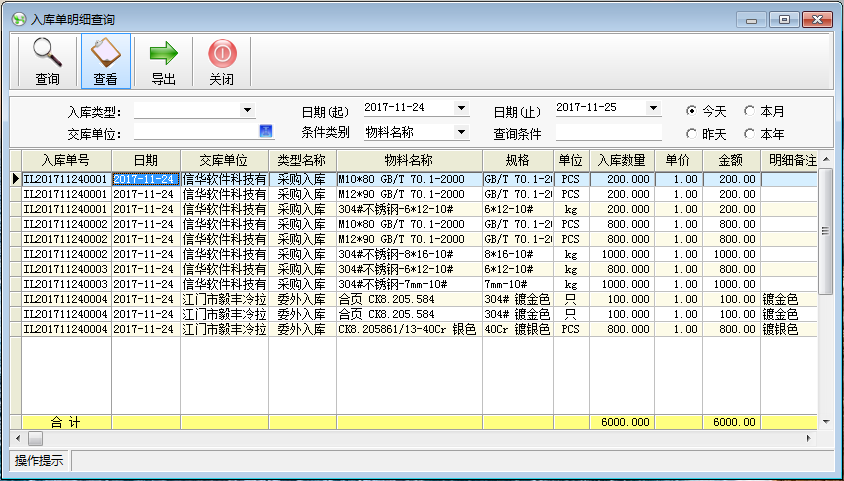 入库单明细查询
查询 查看 导出 关闭
入库类型： 日期(起) 2017-11-24 日期(止) 2017-11-25 今天 本月
交库单位： 条件类别 物料名称 查询条件 昨天 本年
入库单号 日期 交库单位 类型名称 物料名称 规格 单位 入库数量 单价 金额 明细备注
IL201711240001 2017-11-24 信华软件科技有 采购入库 M10*80 GB/T 70.1-2000 GB/T 70.1-20 PCS 200.000 1.00 200.00
IL201711240001 2017-11-24 信华软件科技有 采购入库 M12*90 GB/T 70.1-2000 GB/T 70.1-20 PCS 200.000 1.00 200.00
IL201711240001 2017-11-24 信华软件科技有 采购入库 304#不锈钢-6*12-10# 6*12-10# kg 200.000 1.00 200.00
IL201711240002 2017-11-24 信华软件科技有 采购入库 M10*80 GB/T 70.1-2000 GB/T 70.1-20 PCS 800.000 1.00 800.00
IL201711240002 2017-11-24 信华软件科技有 采购入库 M12*90 GB/T 70.1-2000 GB/T 70.1-20 PCS 800.000 1.00 800.00
IL201711240002 2017-11-24 信华软件科技有 采购入库 304#不锈钢-8*16-10# 8*16-10# kg 1000.000 1.00 1000.00
IL201711240003 2017-11-24 信华软件科技有 采购入库 304#不锈钢-6*12-10# 6*12-10# kg 800.000 1.00 800.00
IL201711240003 2017-11-24 信华软件科技有 采购入库 304#不锈钢-7mm-10# 7mm-10# kg 1000.000 1.00 1000.00
IL201711240004 2017-11-24 江门市毅丰冷拉 委外入库 合页 CK8.205.584 304# 镀金色 只 100.000 1.00 100.00 镀金色
IL201711240004 2017-11-24 江门市毅丰冷拉 委外入库 合页 CK8.205.584 304# 镀金色 只 100.000 1.00 100.00 镀金色
IL201711240004 2017-11-24 江门市毅丰冷拉 委外入库 CK8.205861/13-40Cr 银色 40Cr 镀银色 PCS 800.000 1.00 800.00 镀银色
合 计 6000.000 6000.00
操作提示